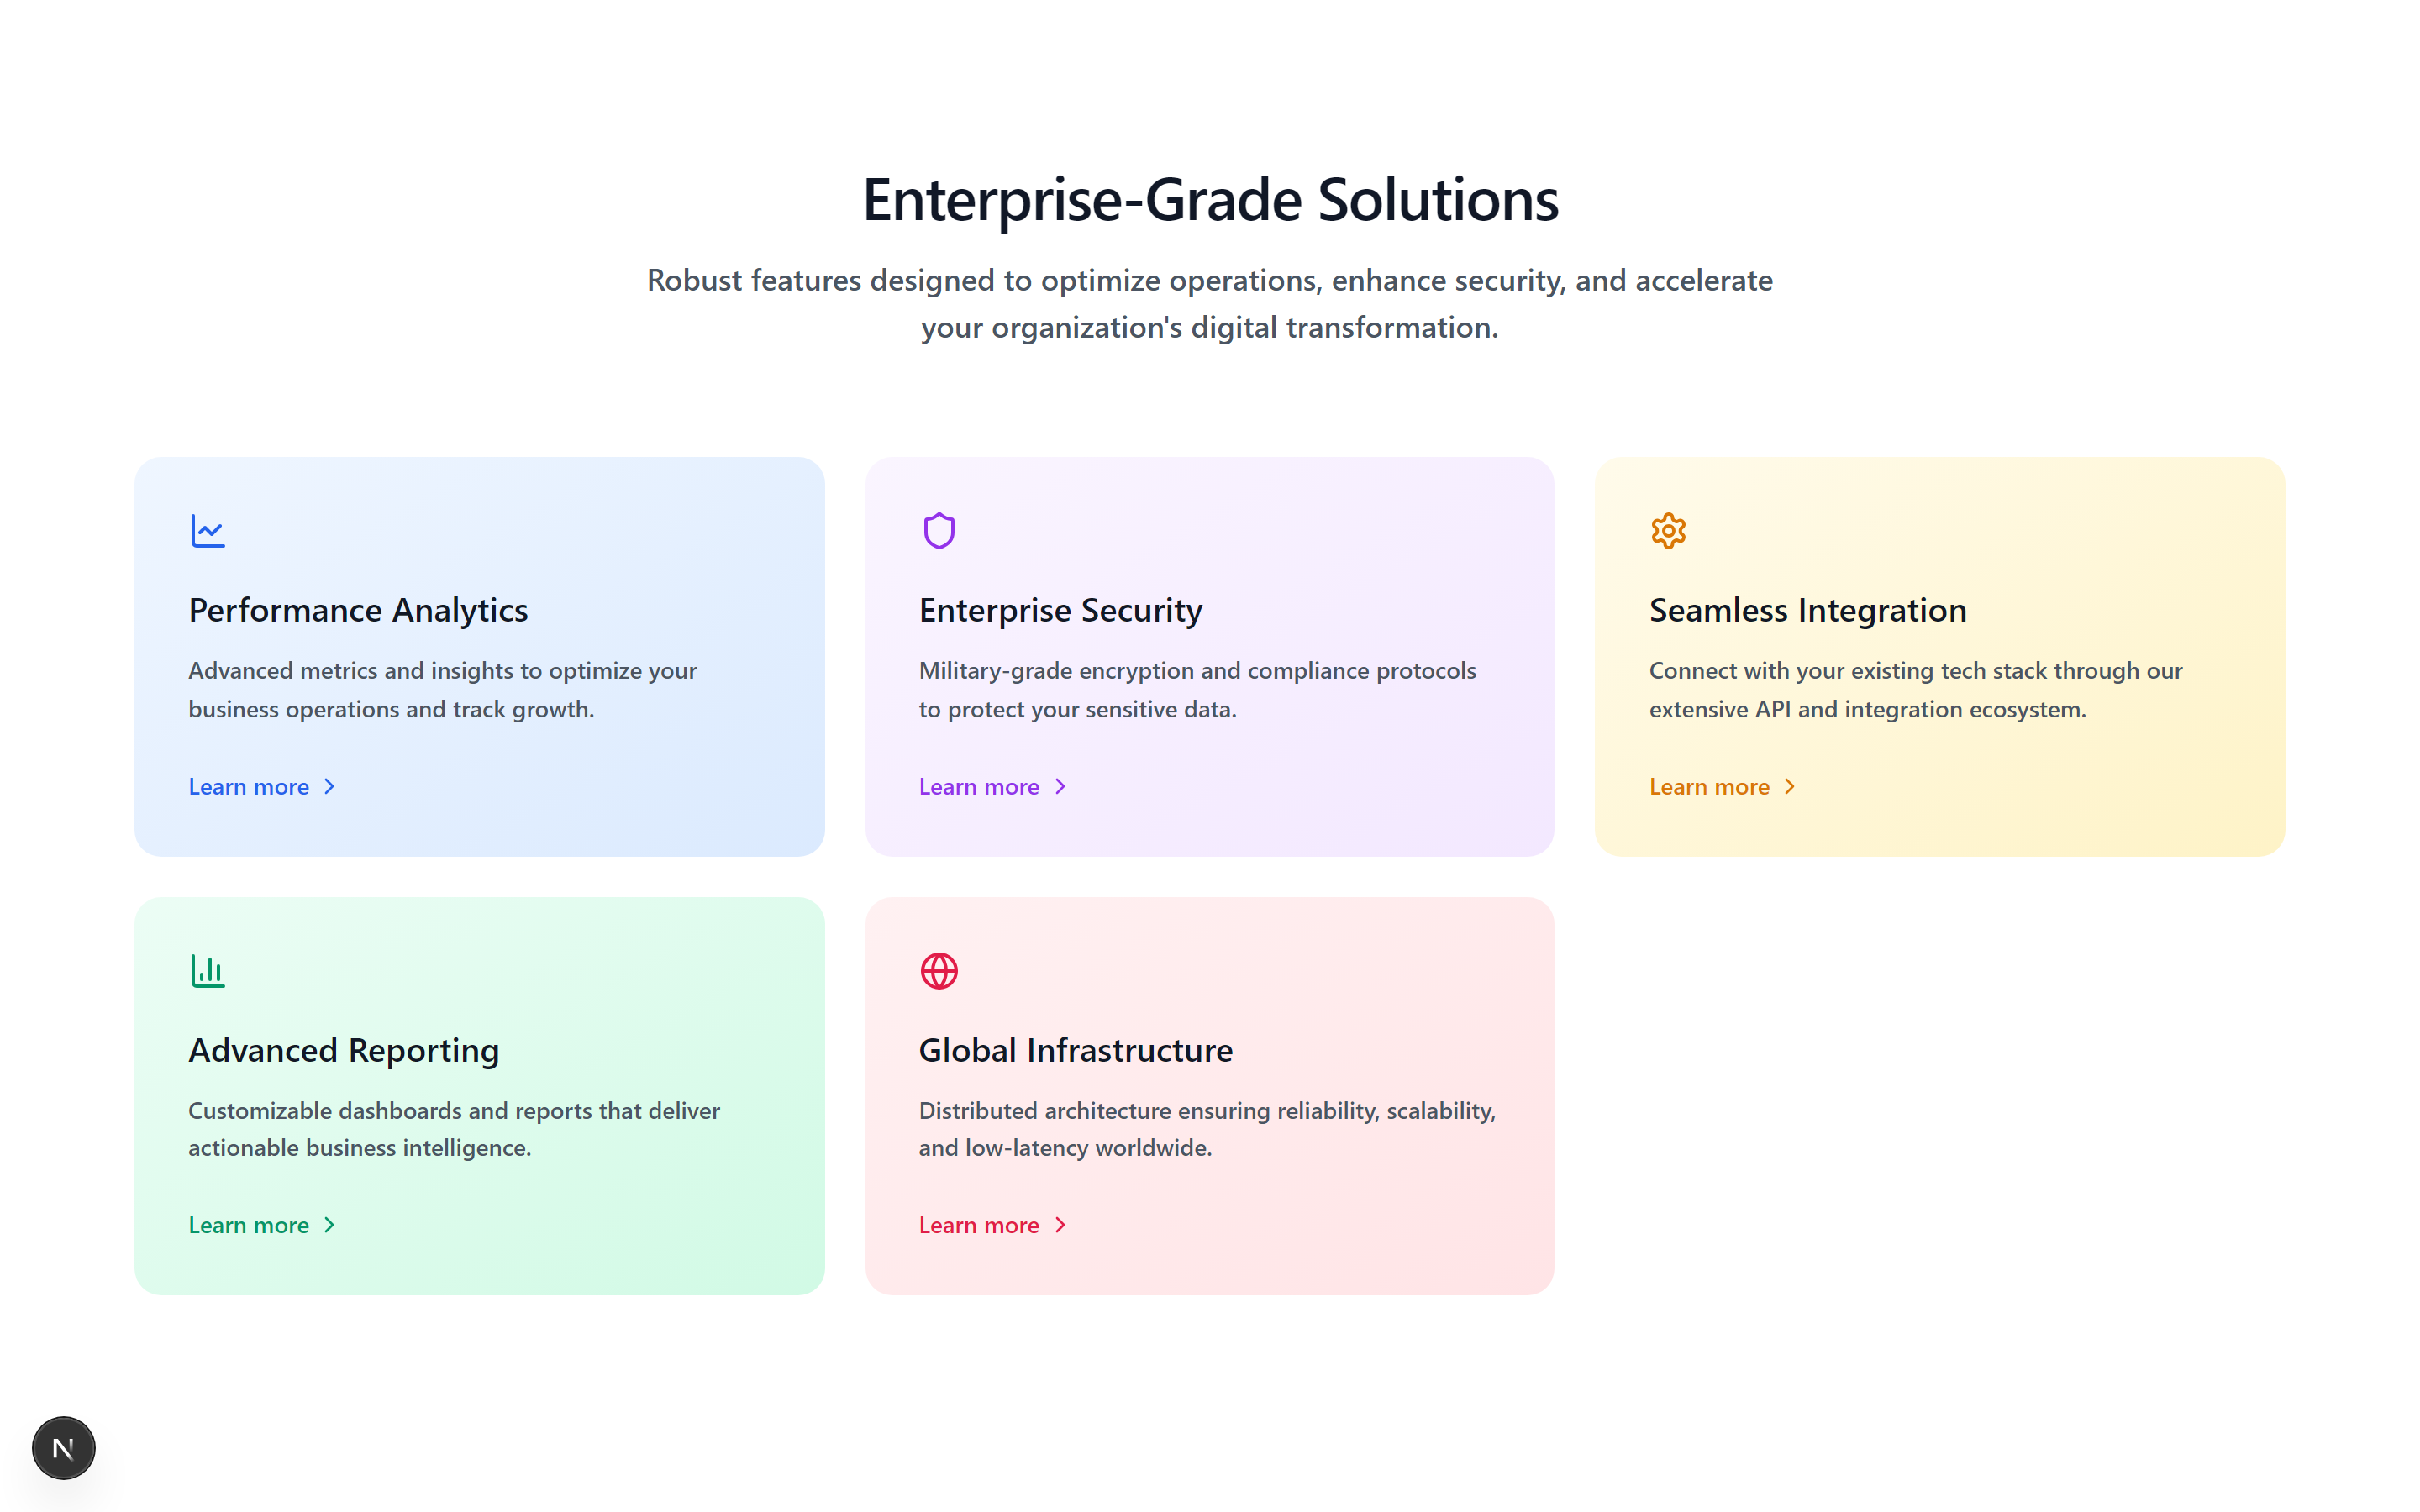 Enterprise-Grade Solutions
Robust features designed to optimize operations, enhance security, and accelerate
your organization's digital transformation.
Performance Analytics
Advanced metrics and insights to optimize your
business operations and track growth.
Learn more
Enterprise Security
Military-grade encryption and compliance protocols
to protect your sensitive data.
Learn more
Seamless Integration
Connect with your existing tech stack through our
extensive API and integration ecosystem.
Learn more
Advanced Reporting
Customizable dashboards and reports that deliver
actionable business intelligence.
Learn more
Global Infrastructure
Distributed architecture ensuring reliability, scalability,
and low-latency worldwide.
Learn more
N